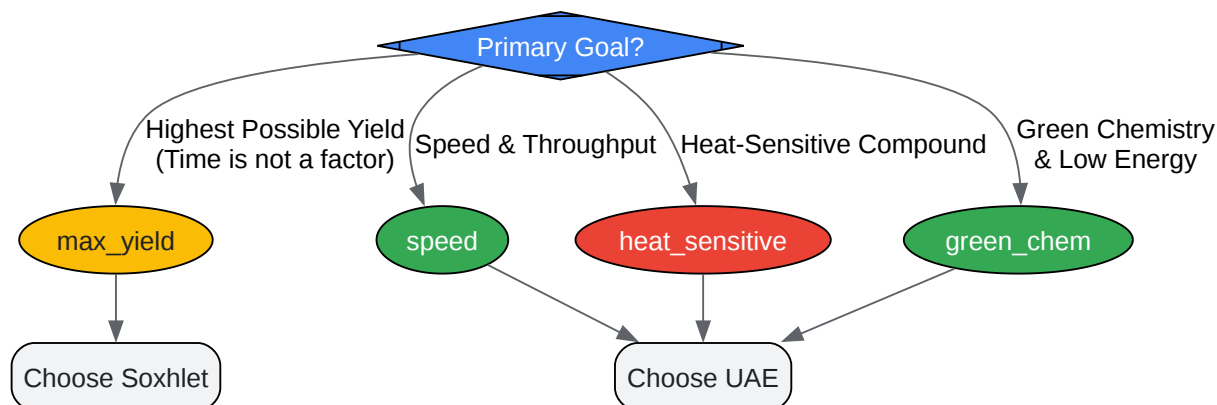 Primary Goal?
Highest Possible Yield
(Time is not a factor)
Speed & Throughput
Heat-Sensitive Compound
Green Chemistry
& Low Energy
max_yield
speed
heat_sensitive
green_chem
Choose Soxhlet
Choose UAE